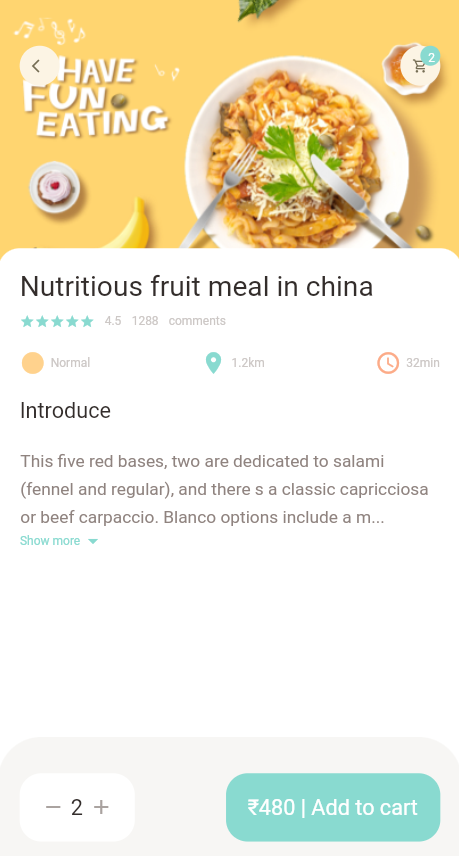 2
HAVE
FUN
EATING
Nutritious fruit meal in china
4.5 1288 comments
Normal 1.2km 32min
Introduce
This five red bases, two are dedicated to salami
(fennel and regular), and there s a classic capricciosa
or beef carpaccio. Blanco options include a m...
Show more
2
₹480 | Add to cart